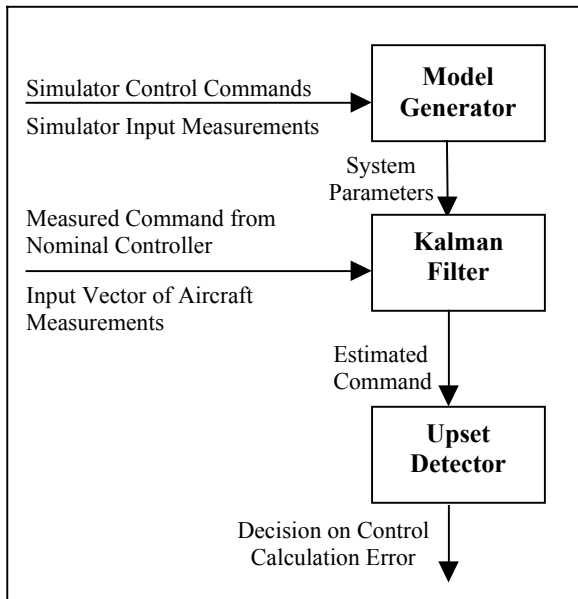 Simulator Control Commands
Simulator Input Measurements
Model
Generator
System
Parameters
Measured Command from
Nominal Controller
Input Vector of Aircraft
Measurements
Kalman
Filter
Estimated
Command
Upset
Detector
Decision on Control
Calculation Error